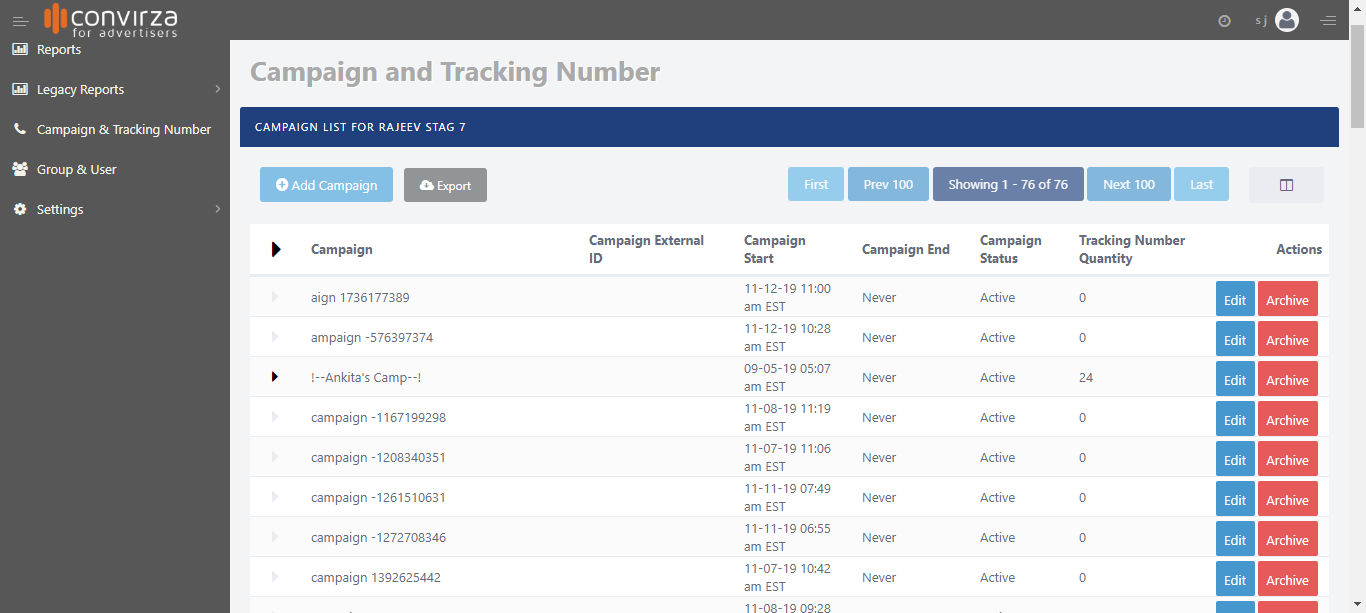 convirza
for advertisers
s j
Reports
Legacy Reports
Campaign & Tracking Number
Group & User
Settings
Campaign and Tracking Number
CAMPAIGN LIST FOR RAJEEV STAG 7
Add Campaign Export First Prev 100 Showing 1 - 76 of 76 Next 100 Last
Campaign Campaign External ID Campaign Start Campaign End Campaign Status Tracking Number Quantity Actions
aign 1736177389 11-12-19 11:00 am EST Never Active 0 Edit Archive
ampaign -576397374 11-12-19 10:28 am EST Never Active 0 Edit Archive
!--Ankita's Camp--! 09-05-19 05:07 am EST Never Active 24 Edit Archive
campaign -1167199298 11-08-19 11:19 am EST Never Active 0 Edit Archive
campaign -1208340351 11-07-19 11:06 am EST Never Active 0 Edit Archive
campaign -1261510631 11-11-19 07:49 am EST Never Active 0 Edit Archive
campaign -1272708346 11-11-19 06:55 am EST Never Active 0 Edit Archive
campaign 1392625442 11-07-19 10:42 am EST Never Active 0 Edit Archive
11-08-19 09:28